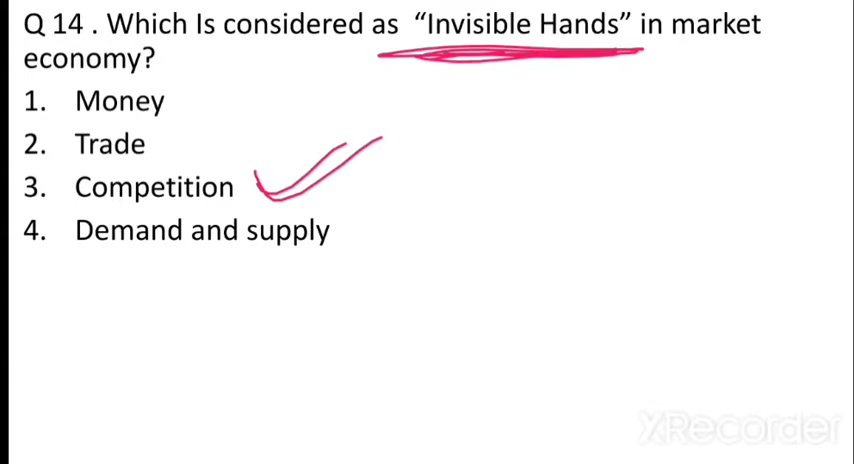 Q 14 . Which Is considered as “Invisible Hands” in market
economy?
1. Money
2. Trade
3. Competition
4. Demand and supply
XRecorder